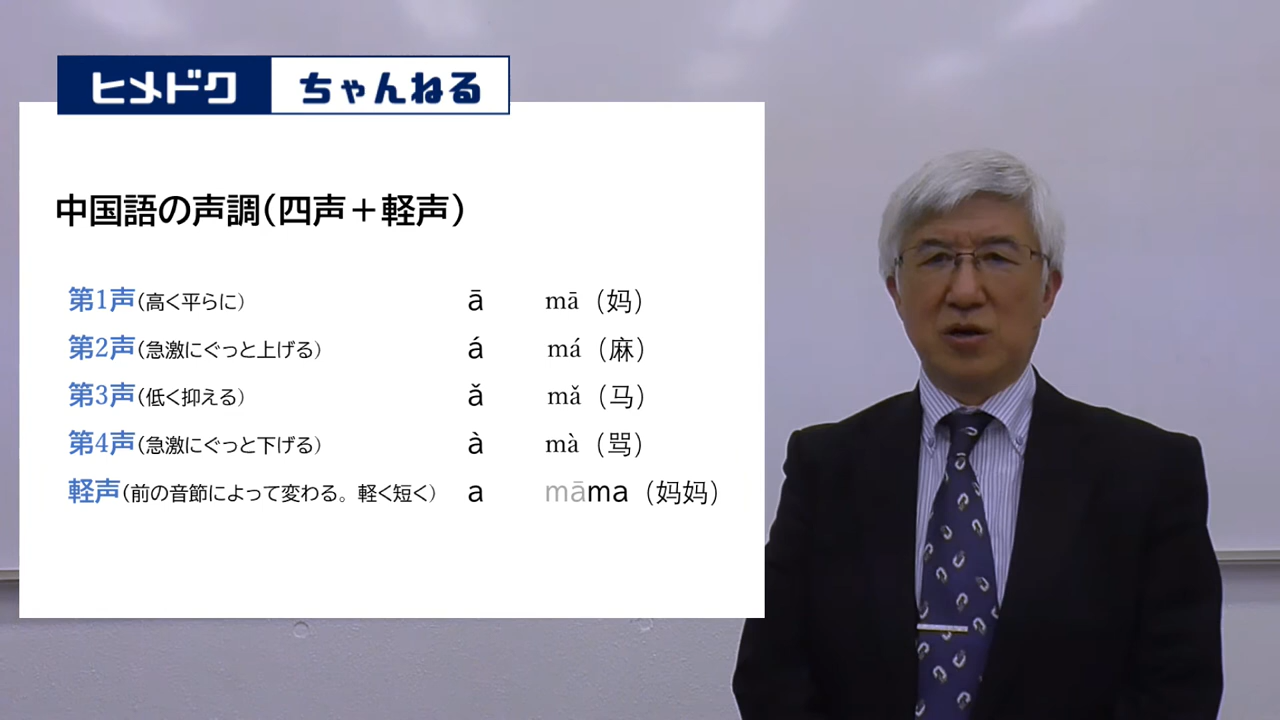 ヒメドク ちゃんねる
中国語の声調(四声＋軽声)
第1声(高く平らに) ā mā (妈)
第2声(急激にぐっと上げる) á má (麻)
第3声(低く抑える) ǎ mǎ (马)
第4声(急激にぐっと下げる) à mà (骂)
軽声(前の音節によって変わる。軽く短く) a māma (妈妈)